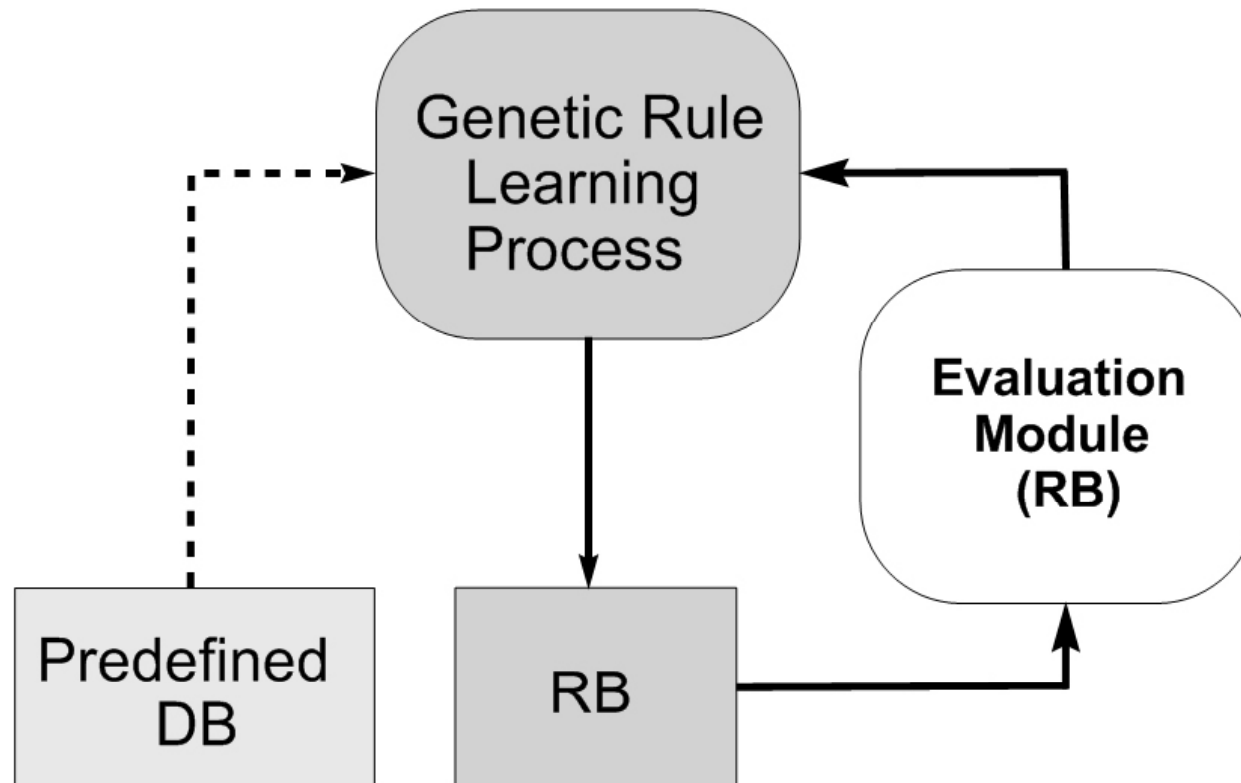 Genetic Rule
Learning
Process
Evaluation
Module
(RB)
Predefined
DB
RB